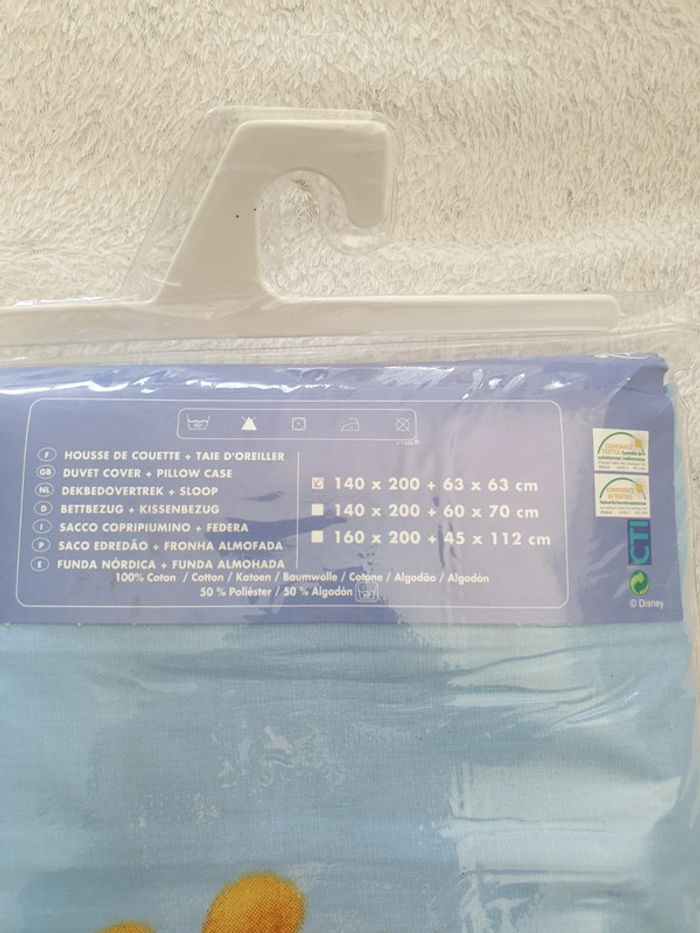 F HOUSSE DE COUETTE + TAIE D'OREILLER
GB DUVET COVER + PILLOW CASE
NL DEKBEDOVERTREK + SLOOP
D BETTBEZUG + KISSENBEZUG
I SACCO COPRIPIUMINO + FEDERA
P SACO EDREDÃO + FRONHA ALMOFADA
E FUNDA NÓRDICA + FUNDA ALMOHADA
140 x 200 + 63 x 63 cm
140 x 200 + 60 x 70 cm
160 x 200 + 45 x 112 cm
100% Coton / Cotton / Katoen / Baumwolle / Cotone / Algodão / Algodón
50 % Poliéster / 50 % Algodón
CONFIANCE
TEXTILE
CONFIDENCE
IN TEXTILES
CTI
© Disney